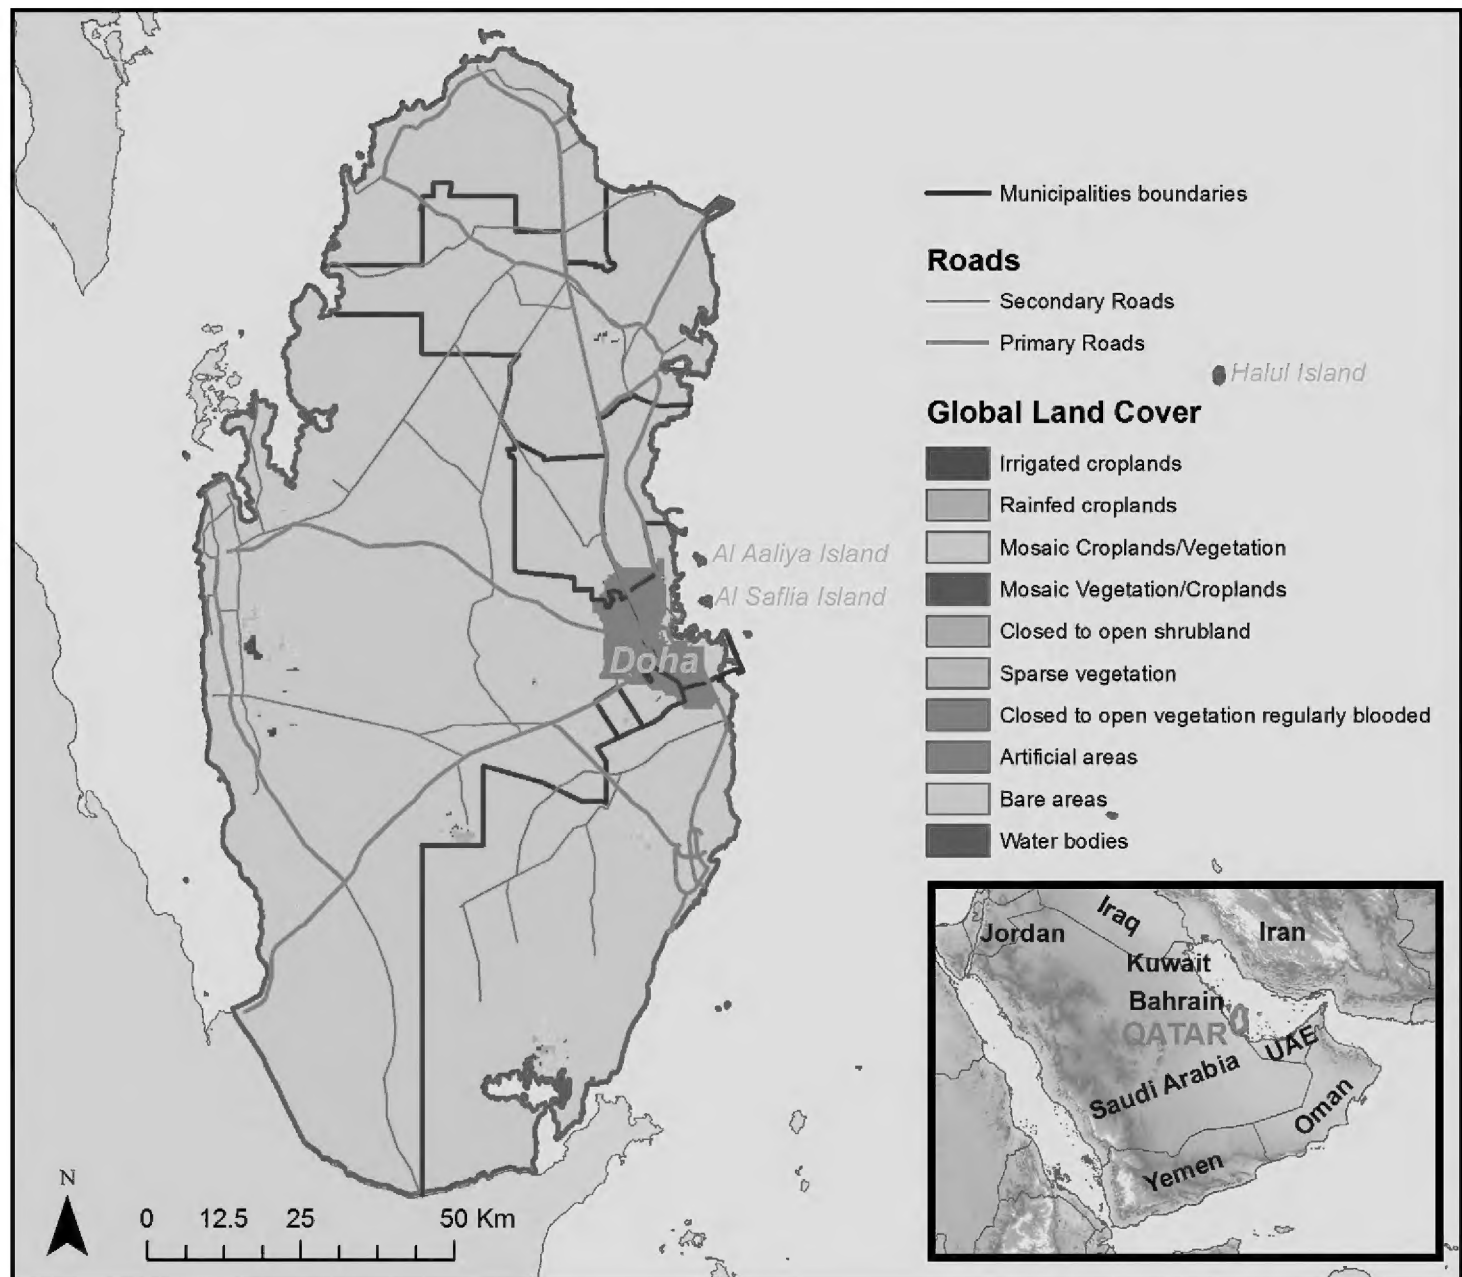 Municipalities boundaries
Roads
Secondary Roads
Primary Roads
Halul Island
Global Land Cover
Irrigated croplands
Rainfed croplands
Mosaic Croplands/Vegetation
Mosaic Vegetation/Croplands
Closed to open shrubland
Sparse vegetation
Closed to open vegetation regularly blooded
Artificial areas
Bare areas
Water bodies
Al Aaliya Island
Al Saflia Island
Doha
Iraq
Jordan
Iran
Kuwait
Bahrain
QATAR
UAE
Saudi Arabia
Oman
Yemen
N
0 12.5 25 50 Km